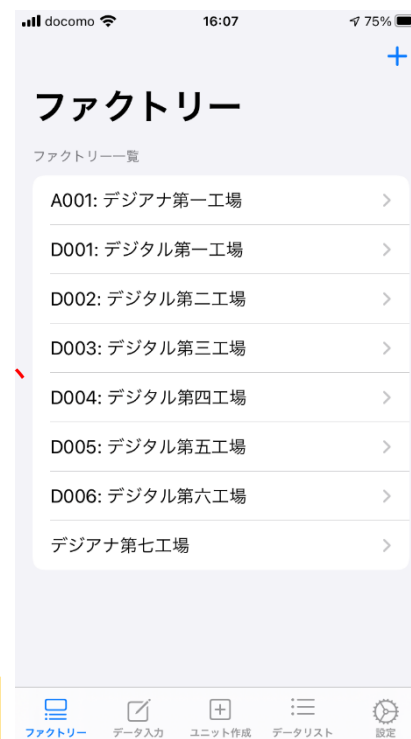 docomo 16:07 75%
ファクトリー
ファクトリー一覧
A001: デジアナ第一工場
D001: デジタル第一工場
D002: デジタル第二工場
D003: デジタル第三工場
D004: デジタル第四工場
D005: デジタル第五工場
D006: デジタル第六工場
デジアナ第七工場
ファクトリー データ入力 ユニット作成 データリスト 設定